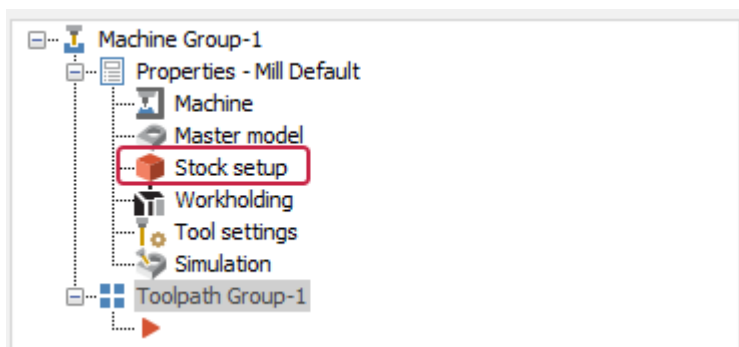 Machine Group-1
Properties - Mill Default
Machine
Master model
Stock setup
Workholding
Tool settings
Simulation
Toolpath Group-1